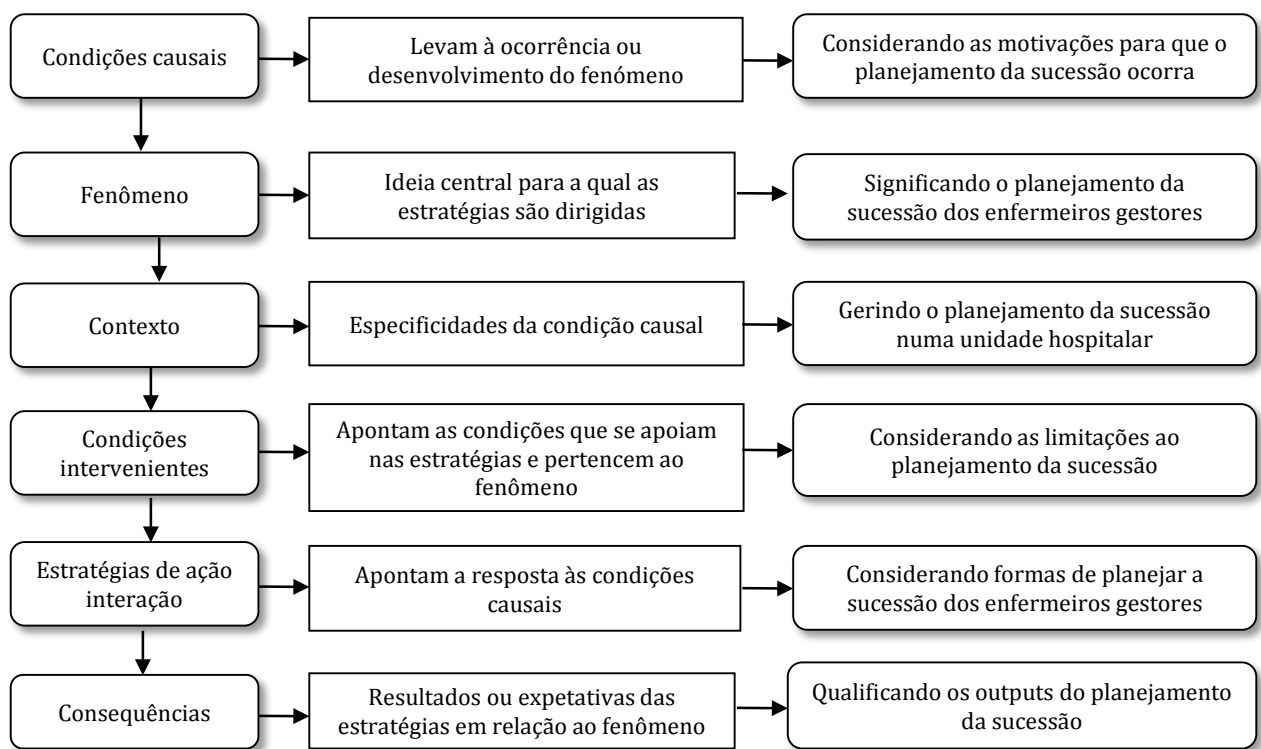 Condições causais
Levam à ocorrência ou
desenvolvimento do fenómeno
Considerando as motivações para que o
planejamento da sucessão ocorra
Fenômeno
Ideia central para a qual as
estratégias são dirigidas
Significando o planejamento da
sucessão dos enfermeiros gestores
Contexto
Especificidades da condição causal
Gerindo o planejamento da sucessão
numa unidade hospitalar
Condições
intervenientes
Apontam as condições que se apoiam
nas estratégias e pertencem ao
fenômeno
Considerando as limitações ao
planejamento da sucessão
Estratégias de ação
interação
Apontam a resposta às condições
causais
Considerando formas de planejar a
sucessão dos enfermeiros gestores
Consequências
Resultados ou expetativas das
estratégias em relação ao fenômeno
Qualificando os outputs do planejamento
da sucessão